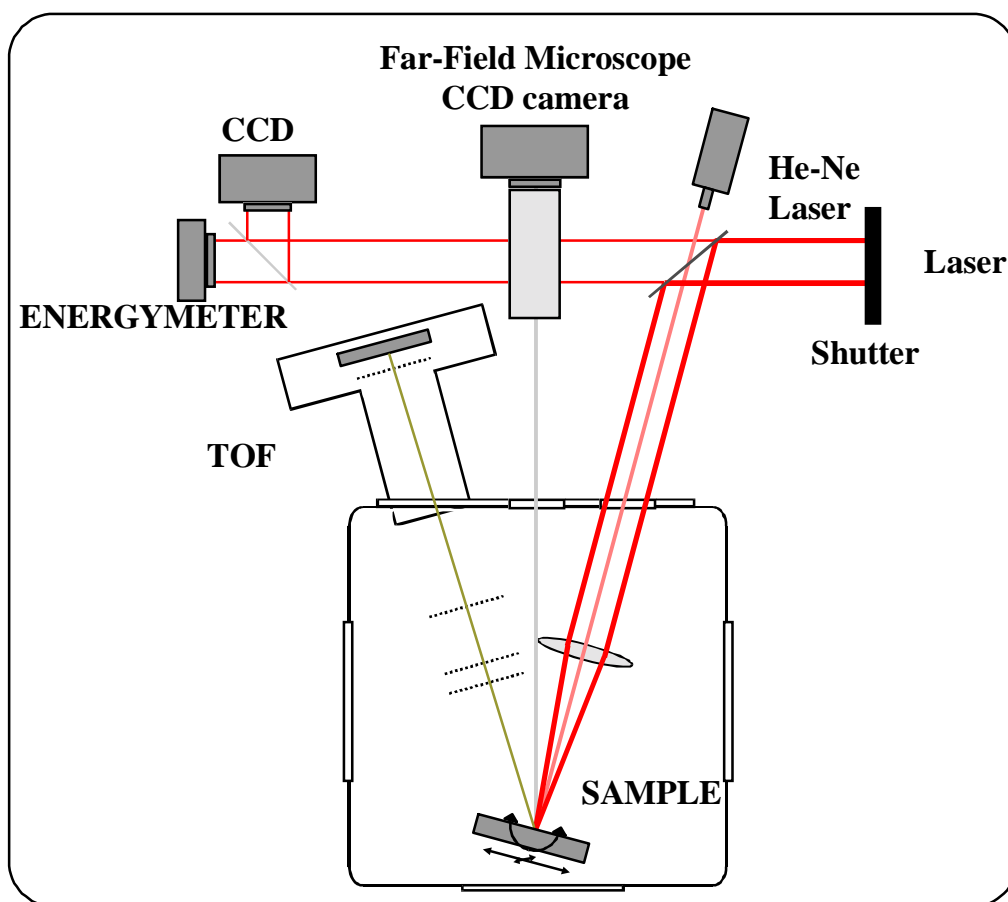 Far-Field Microscope
CCD camera
CCD
He-Ne
Laser
Laser
ENERGYMETER
Shutter
TOF
SAMPLE